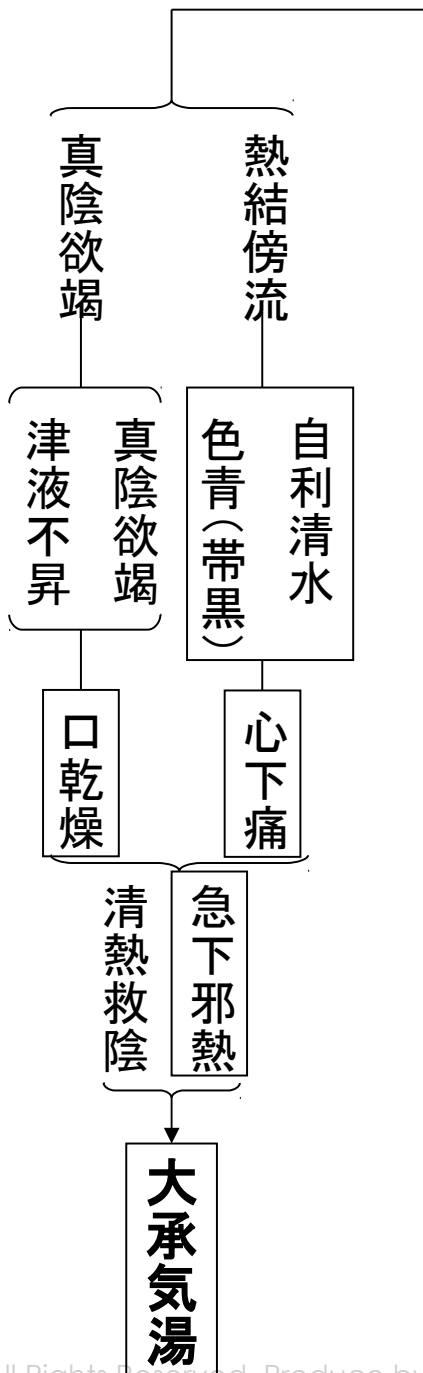 熱結傍流
真陰欲竭
自利清水
色青(帯黒)
真陰欲竭
津液不昇
心下痛
口乾燥
急下邪熱
清熱救陰
大承気湯